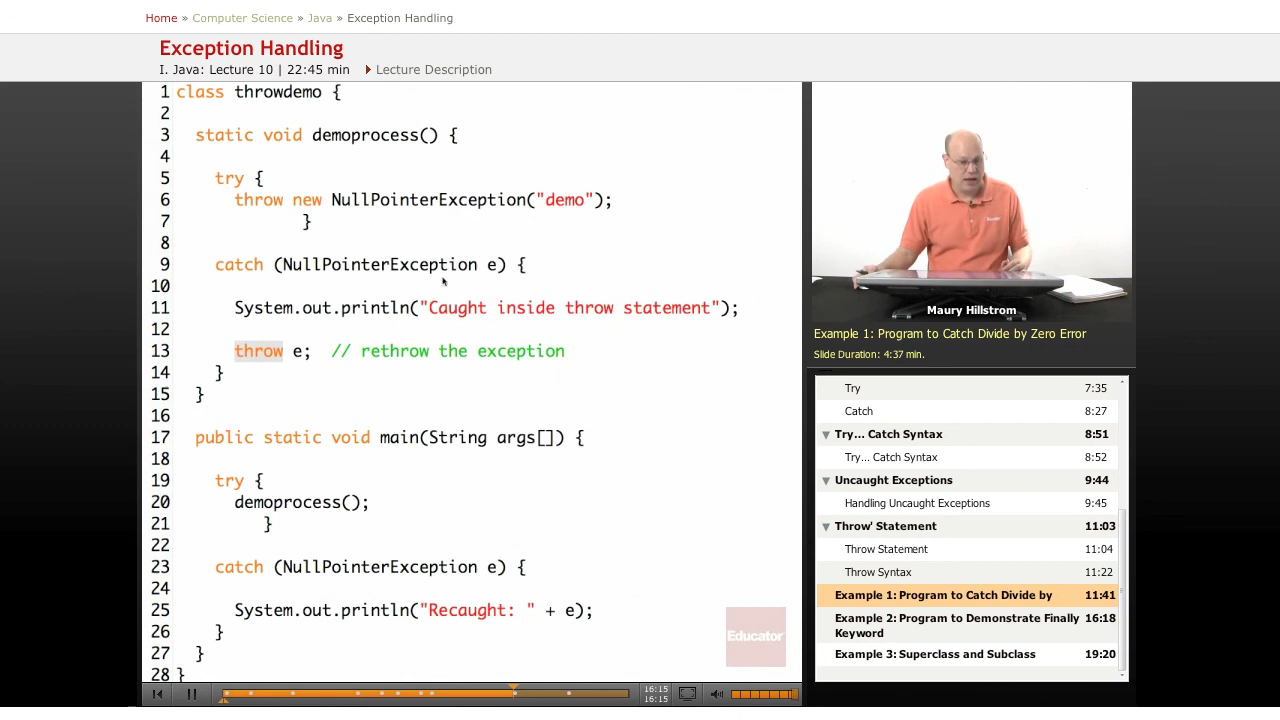 Home » Computer Science » Java » Exception Handling
Exception Handling
I. Java: Lecture 10 | 22:45 min Lecture Description
1 class throwdemo {
2
3 static void demoprocess() {
4
5 try {
6 throw new NullPointerException("demo");
7 }
8
9 catch (NullPointerException e) {
10
11 System.out.println("Caught inside throw statement");
12
13 throw e; // rethrow the exception
14 }
15 }
16
17 public static void main(String args[]) {
18
19 try {
20 demoprocess();
21 }
22
23 catch (NullPointerException e) {
24
25 System.out.println("Recaught: " + e);
26 }
27 }
28 }
Educator
16:15
16:15
Maury Hillstrom
Example 1: Program to Catch Divide by Zero Error
Slide Duration: 4:37 min.
Try 7:35
Catch 8:27
Try... Catch Syntax 8:51
Try... Catch Syntax 8:52
Uncaught Exceptions 9:44
Handling Uncaught Exceptions 9:45
Throw' Statement 11:03
Throw Statement 11:04
Throw Syntax 11:22
Example 1: Program to Catch Divide by 11:41
Example 2: Program to Demonstrate Finally 16:18
Keyword
Example 3: Superclass and Subclass 19:20